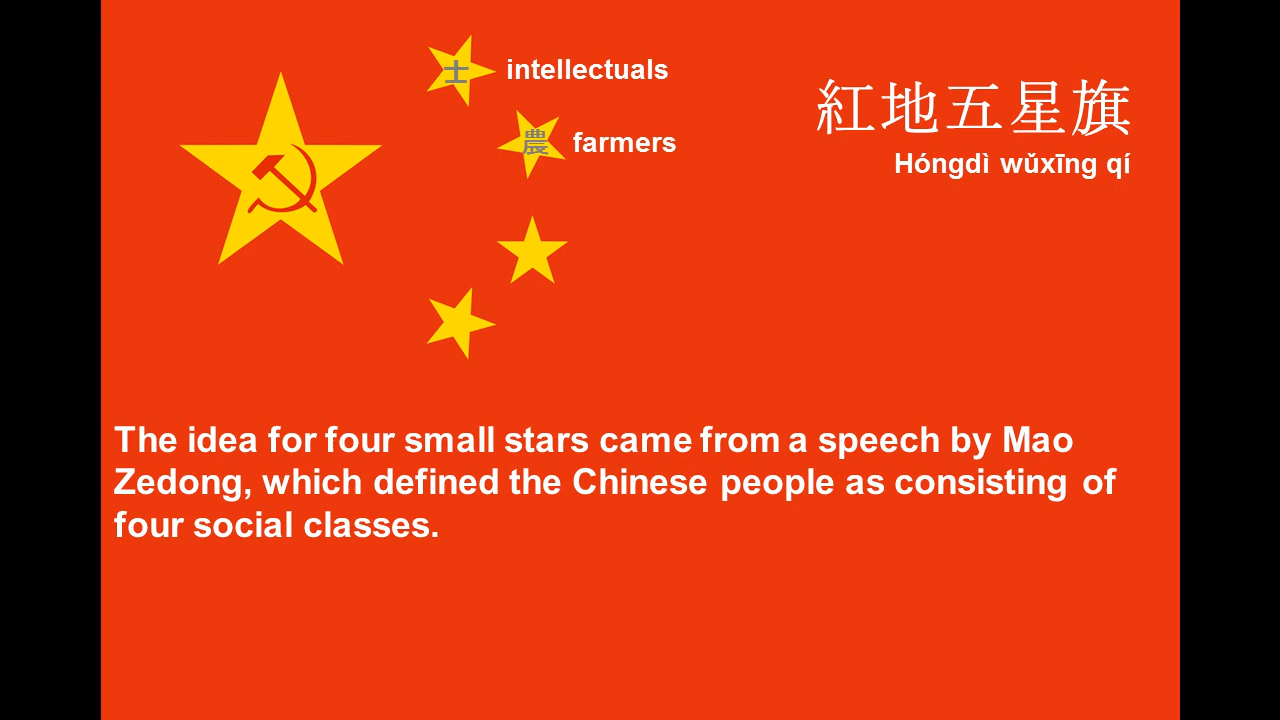 士 intellectuals
農 farmers
紅地五星旗
Hóngdì wǔxīng qí
The idea for four small stars came from a speech by Mao
Zedong, which defined the Chinese people as consisting of
four social classes.